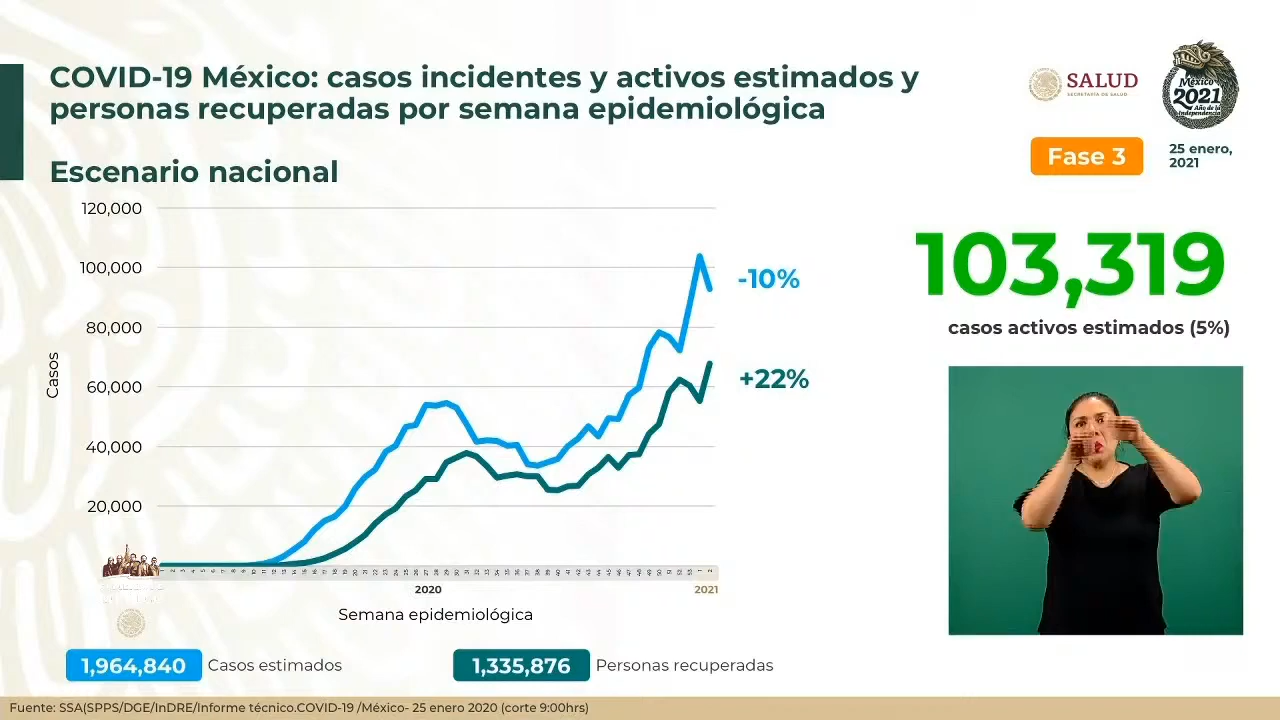 COVID-19 México: casos incidentes y activos estimados y
personas recuperadas por semana epidemiológica
Escenario nacional
SALUD
SECRETARÍA DE SALUD
México
2021
Año de la
Independencia
Fase 3
25 enero,
2021
120,000
100,000
80,000
60,000
40,000
20,000
Casos
-10%
+22%
103,319
casos activos estimados (5%)
2020
2021
Semana epidemiológica
1,964,840 Casos estimados
1,335,876 Personas recuperadas
Fuente: SSA(SPPS/DGE/InDRE/Informe técnico.COVID-19 /México- 25 enero 2020 (corte 9:00hrs)